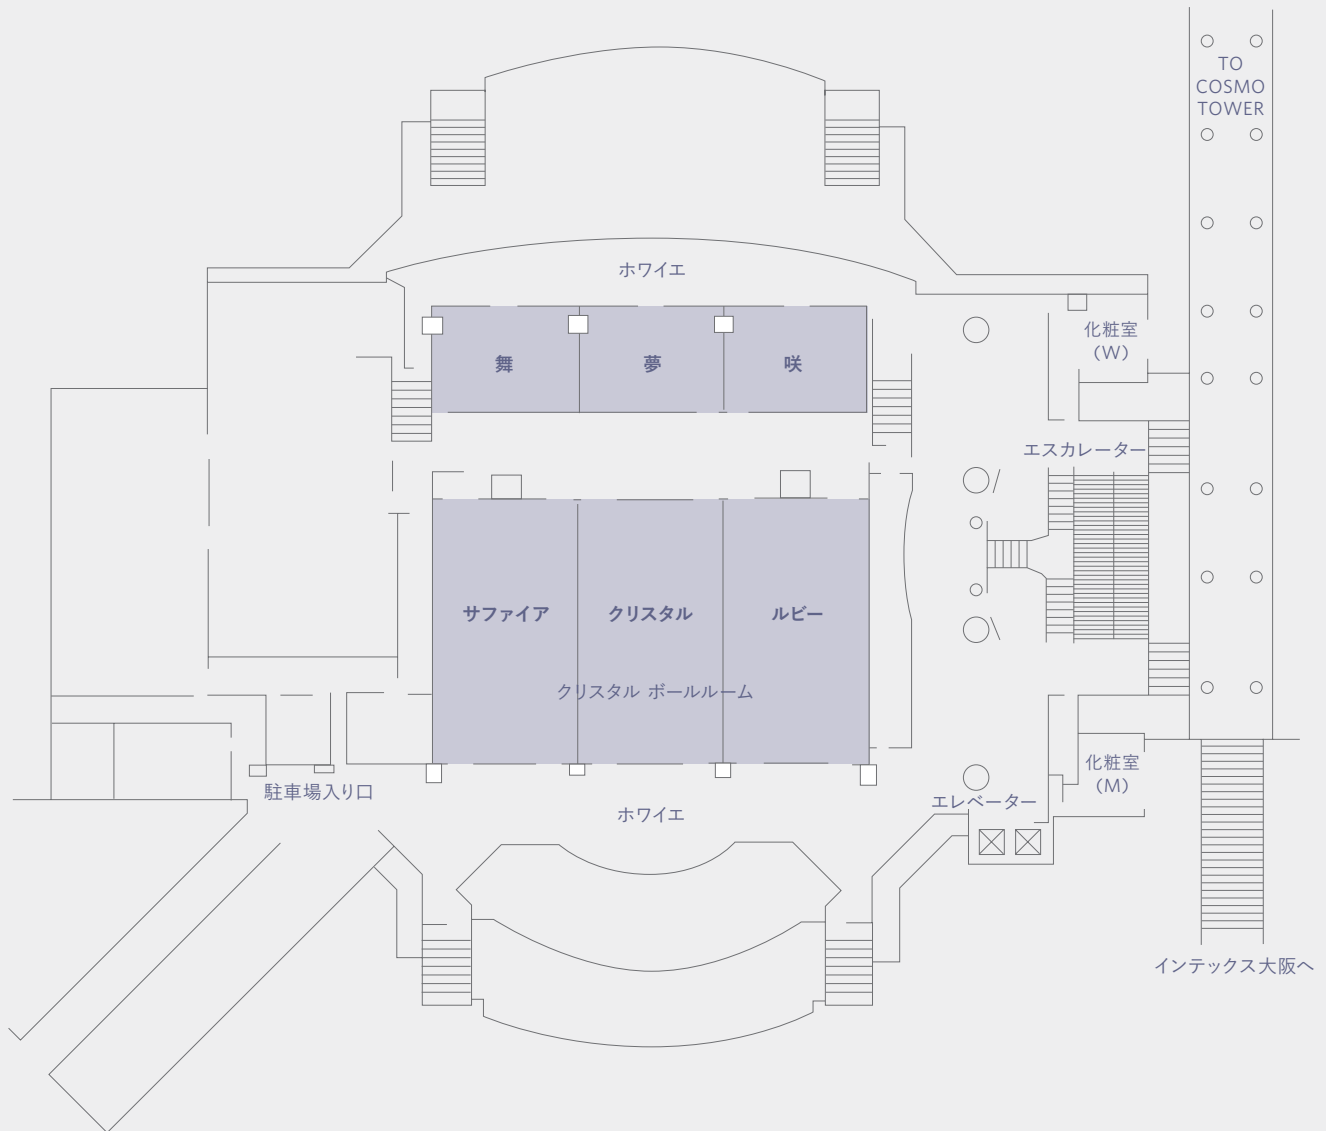 TO
COSMO
TOWER
ホワイエ
化粧室
(W)
舞
夢
咲
エスカレーター
サファイア
クリスタル
ルビー
クリスタル ボールルーム
化粧室
(M)
駐車場入り口
エレベーター
ホワイエ
インテックス大阪へ